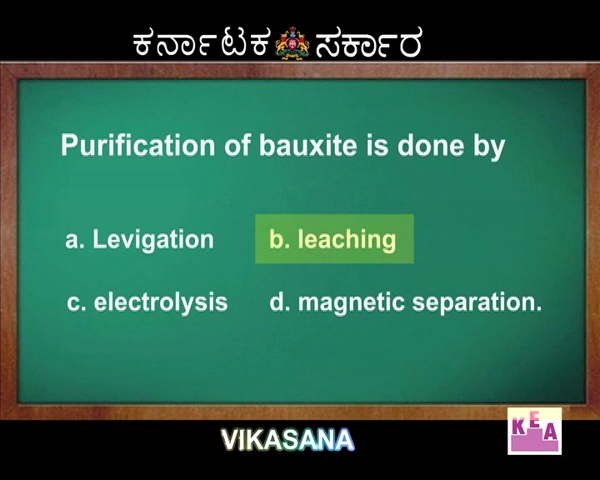 ಕರ್ನಾಟಕ ಸರ್ಕಾರ
Purification of bauxite is done by
a. Levigation b. leaching
c. electrolysis d. magnetic separation.
VIKASANA
KEA